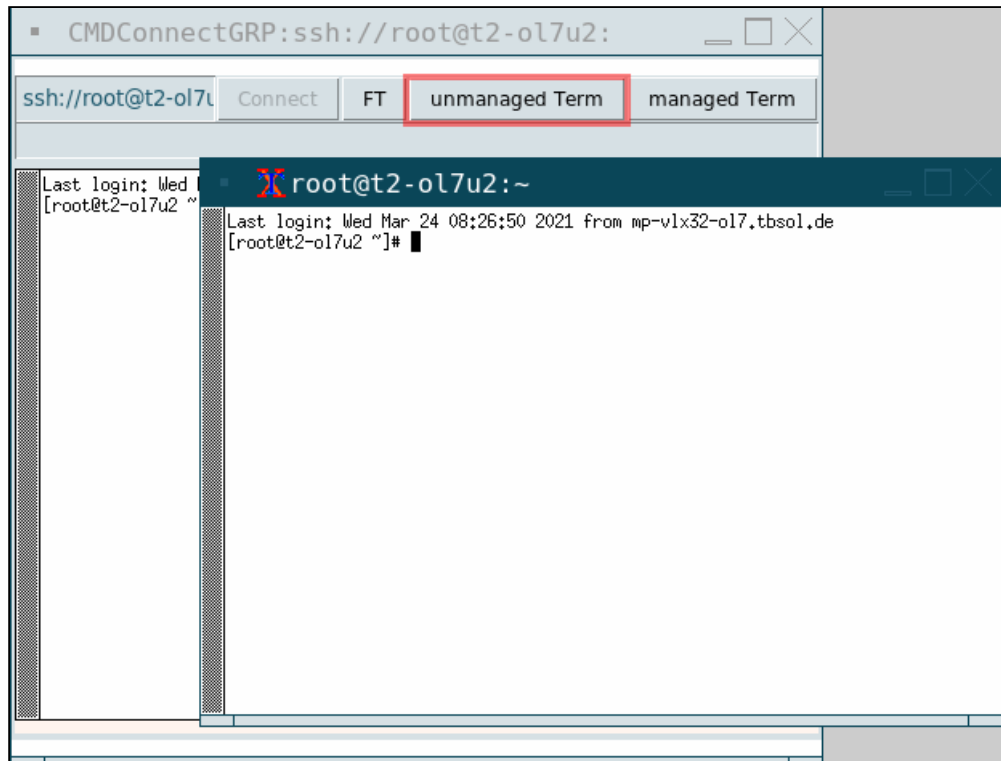 CMDConnectGRP:ssh://root@t2-ol7u2:
ssh://root@t2-ol7u Connect FT unmanaged Term managed Term
Last login: Wed
[root@t2-ol7u2 ~
root@t2-ol7u2:~
Last login: Wed Mar 24 08:26:50 2021 from mp-vlx32-ol7.tbsol.de
[root@t2-ol7u2 ~]#